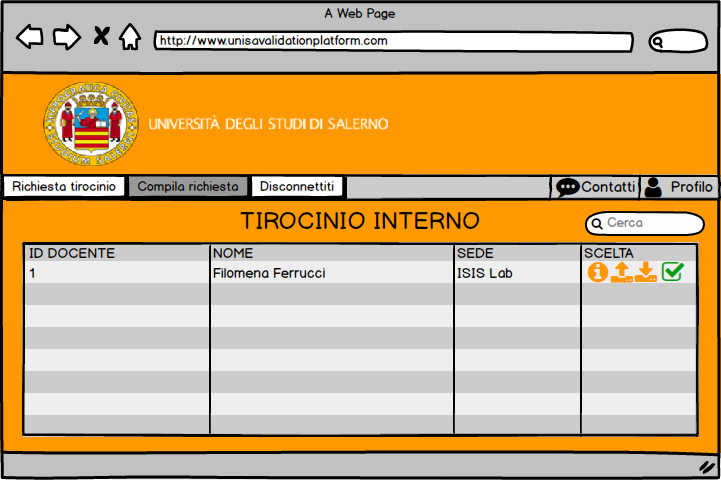 A Web Page
http://www.unisavalidationplatform.com
UNIVERSITÀ DEGLI STUDI DI SALERNO
Richiesta tirocinio Compila richiesta Disconnettiti Contatti Profilo
TIROCINIO INTERNO
Cerca
ID DOCENTE NOME SEDE SCELTA
1 Filomena Ferrucci ISIS Lab